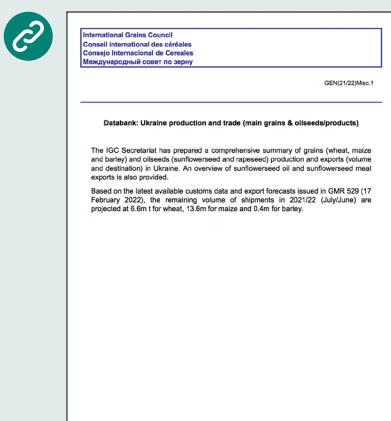 International Grains Council
Conseil international des céréales
Consejo Internacional de Cereales
Международный совет по зерну
GEN(21/22)Misc.1
Databank: Ukraine production and trade (main grains & oilseeds/products)
The IGC Secretariat has prepared a comprehensive summary of grains (wheat, maize
and barley) and oilseeds (sunflowerseed and rapeseed) production and exports (volume
and destination) in Ukraine. An overview of sunflowerseed oil and sunflowerseed meal
exports is also provided.
Based on the latest available customs data and export forecasts issued in GMR 529 (17
February 2022), the remaining volume of shipments in 2021/22 (July/June) are
projected at 6.6m t for wheat, 13.6m for maize and 0.4m for barley.